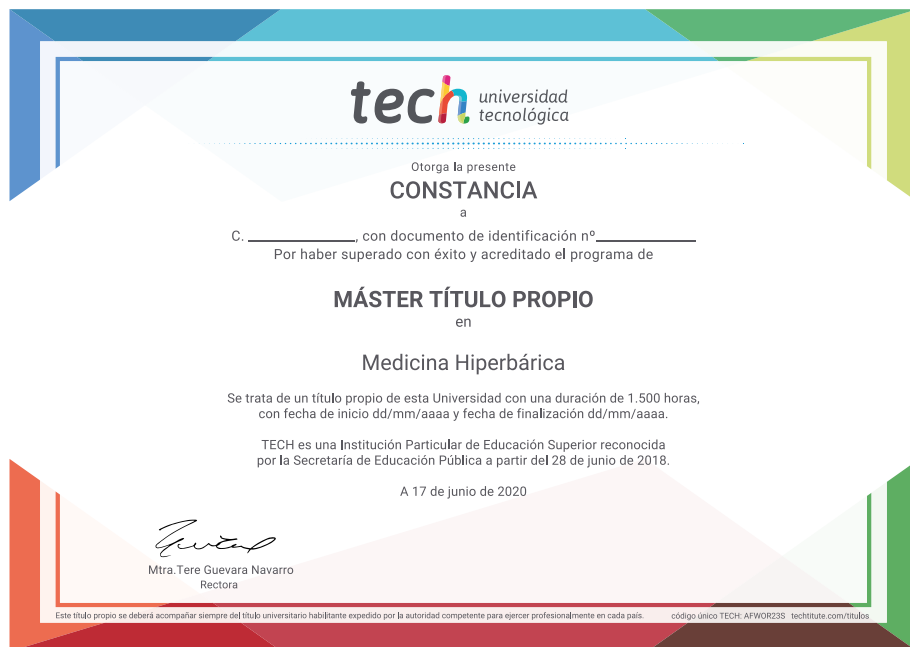 tech universidad
tecnológica
Otorga la presente
CONSTANCIA
a
C. ____________, con documento de identificación nº____________
Por haber superado con éxito y acreditado el programa de
MÁSTER TÍTULO PROPIO
en
Medicina Hiperbárica
Se trata de un título propio de esta Universidad con una duración de 1.500 horas,
con fecha de inicio dd/mm/aaaa y fecha de finalización dd/mm/aaaa.
TECH es una Institución Particular de Educación Superior reconocida
por la Secretaría de Educación Pública a partir del 28 de junio de 2018.
A 17 de junio de 2020
Mtra.Tere Guevara Navarro
Rectora
Este título propio se deberá acompañar siempre del título universitario habilitante expedido por la autoridad competente para ejercer profesionalmente en cada país. código único TECH: AFWOR23S techtitute.com/titulos